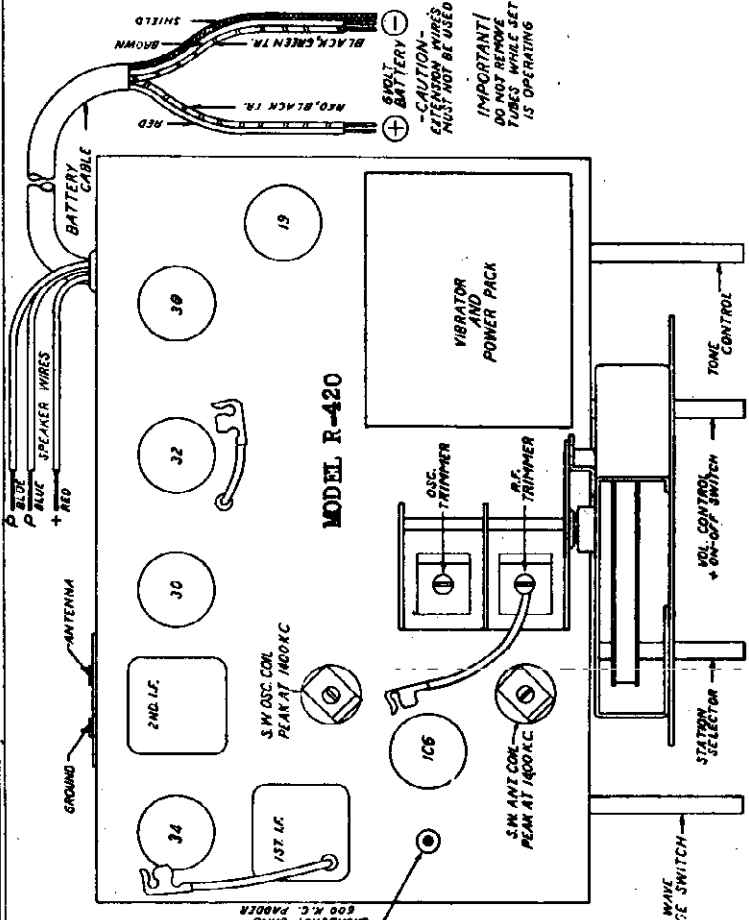 SHIELD
BROWN
BLACK, GREEN TR.
RED, BLACK TR.
RED
BATTERY
CABLE
6 VOLT
BATTERY
-CAUTION-
EXTENSION WIRES
MUST NOT BE USED
IMPORTANT!
DO NOT REMOVE
TUBES WHILE SET
IS OPERATING
P BLUE
P BLUE
+ RED
SPEAKER WIRES
ANTENNA
GROUND
19
30
32
30
2ND. I.F.
34
1ST. I.F.
MODEL R-420
VIBRATOR
AND
POWER PACK
OSC.
TRIMMER
R.F.
TRIMMER
S.W. OSC. COIL
PEAK AT 1400 KC
1C6
S.W. ANT. COIL
PEAK AT 1400 KC.
600 K.C. PADDER
TONE
CONTROL
VOL. CONTROL
+ ON-OFF SWITCH
STATION
SELECTOR
WAVE
GE SWITCH